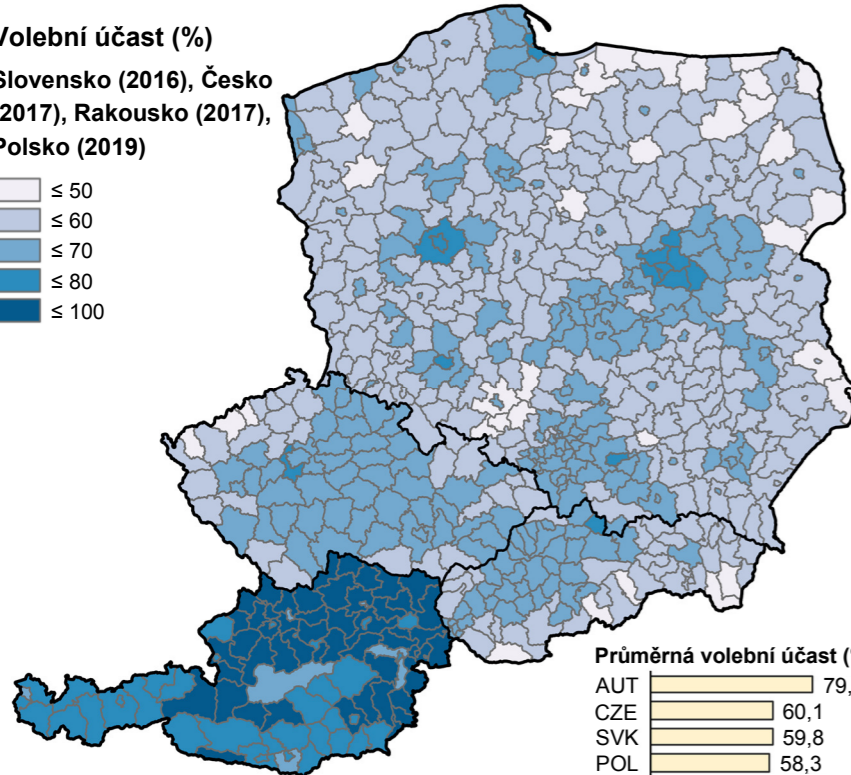 Volební účast (%)
Slovensko (2016), Česko
(2017), Rakousko (2017),
Polsko (2019)
≤ 50
≤ 60
≤ 70
≤ 80
≤ 100
Průměrná volební účast (
AUT 79,
CZE 60,1
SVK 59,8
POL 58,3